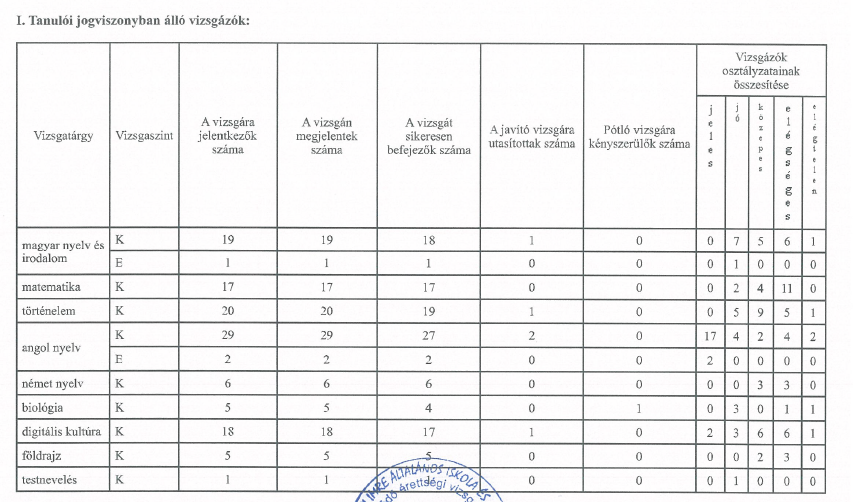 I. Tanulói jogviszonyban álló vizsgázók:
Vizsgatárgy Vizsgaszint A vizsgára jelentkezők száma A vizsgán megjelentek száma A vizsgát sikeresen befejezők száma A javító vizsgára utasítottak száma Pótló vizsgára kényszerülők száma Vizsgázók osztályzatainak összesítése
jeles jó közepes elégséges elégtelen
magyar nyelv és irodalom K 19 19 18 1 0 0 7 5 6 1
E 1 1 1 0 0 0 1 0 0 0
matematika K 17 17 17 0 0 0 2 4 11 0
történelem K 20 20 19 1 0 0 5 9 5 1
angol nyelv K 29 29 27 2 0 17 4 2 4 2
E 2 2 2 0 0 2 0 0 0 0
német nyelv K 6 6 6 0 0 0 0 3 3 0
biológia K 5 5 4 0 1 0 3 0 1 1
digitális kultúra K 18 18 17 1 0 2 3 6 6 1
földrajz K 5 5 5 0 0 0 0 2 3 0
testnevelés K 1 1 1 0 0 0 1 0 0 0
IMRE ÁLTALÁNOS ISKOLA ÉS
érettségi